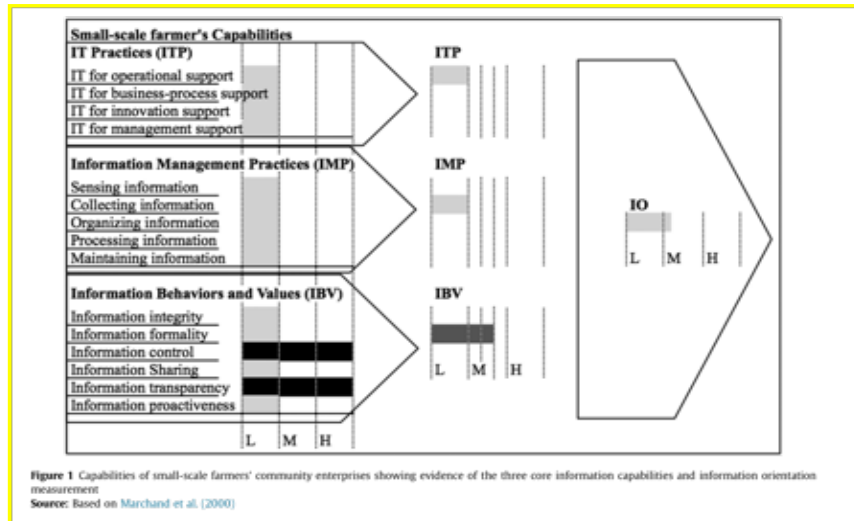 Small-scale farmer's Capabilities
IT Practices (ITP)
IT for operational support
IT for business-process support
IT for innovation support
IT for management support
ITP
Information Management Practices (IMP)
Sensing information
Collecting information
Organizing information
Processing information
Maintaining information
IMP
Information Behaviors and Values (IBV)
Information integrity
Information formality
Information control
Information Sharing
Information transparency
Information proactiveness
L M H
IBV
L M H
IO
L M H
Figure 1 Capabilities of small-scale farmers' community enterprises showing evidence of the three core information capabilities and information orientation
measurement
Source: Based on Marchand et al. (2000)